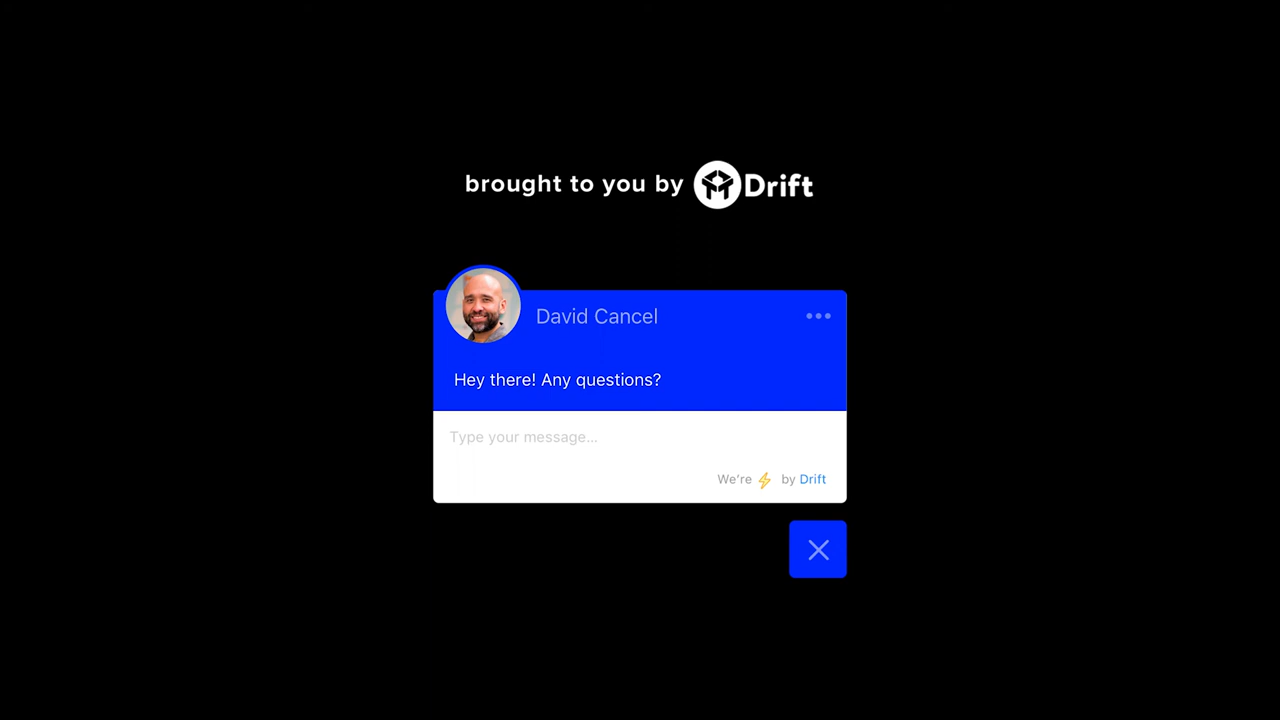 brought to you by Drift
David Cancel
Hey there! Any questions?
Type your message...
We're ⚡ by Drift